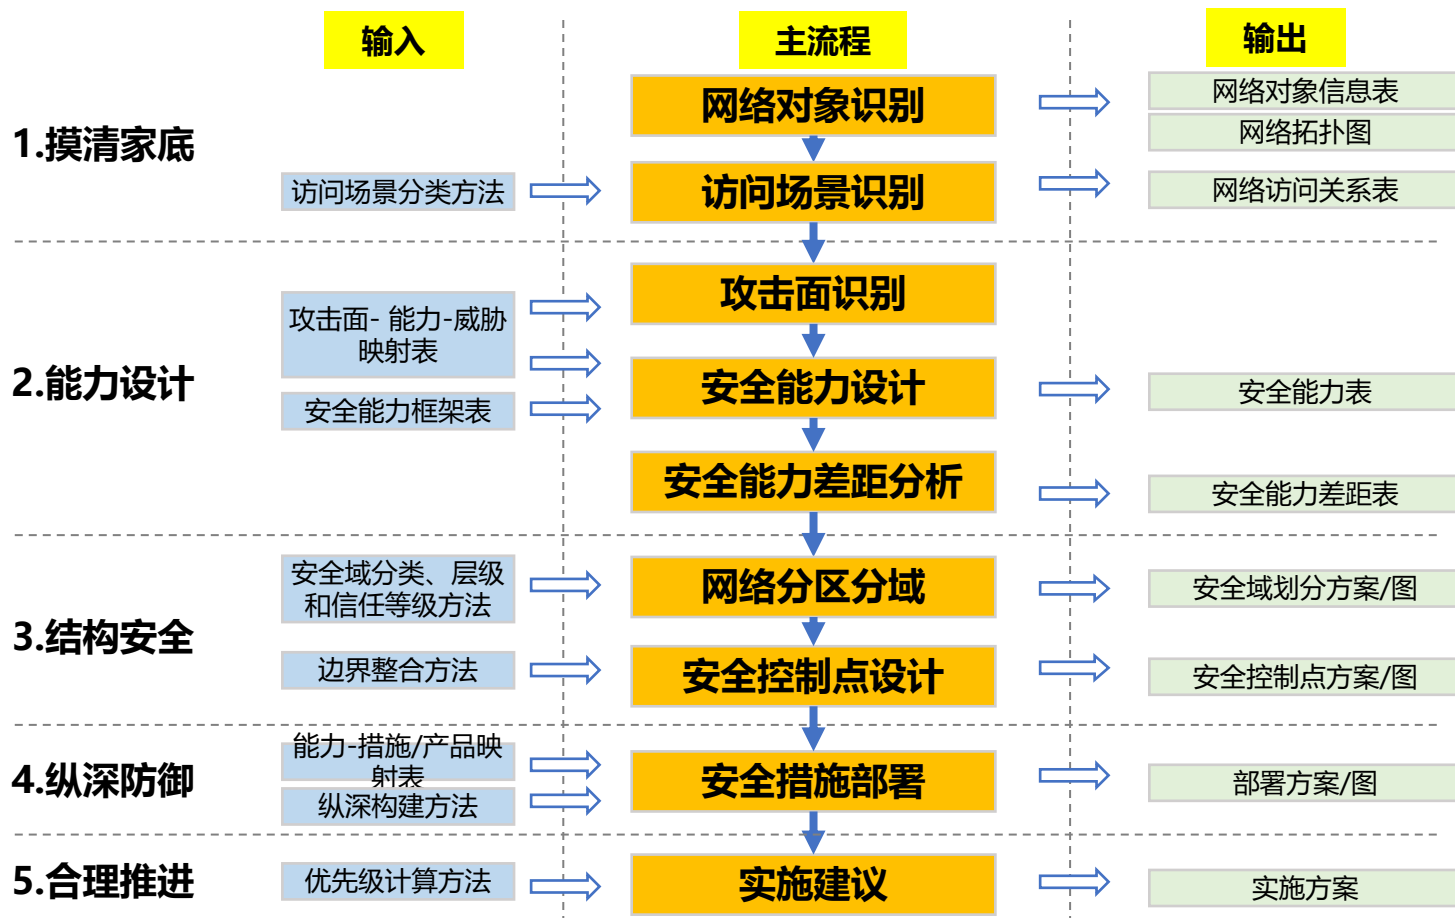 输入
主流程
输出
1.摸清家底
网络对象识别
网络对象信息表
网络拓扑图
访问场景分类方法
访问场景识别
网络访问关系表
2.能力设计
攻击面- 能力-威胁
映射表
攻击面识别
安全能力框架表
安全能力设计
安全能力表
安全能力差距分析
安全能力差距表
3.结构安全
安全域分类、层级
和信任等级方法
网络分区分域
安全域划分方案/图
边界整合方法
安全控制点设计
安全控制点方案/图
4.纵深防御
能力-措施/产品映
射表
纵深构建方法
安全措施部署
部署方案/图
5.合理推进
优先级计算方法
实施建议
实施方案